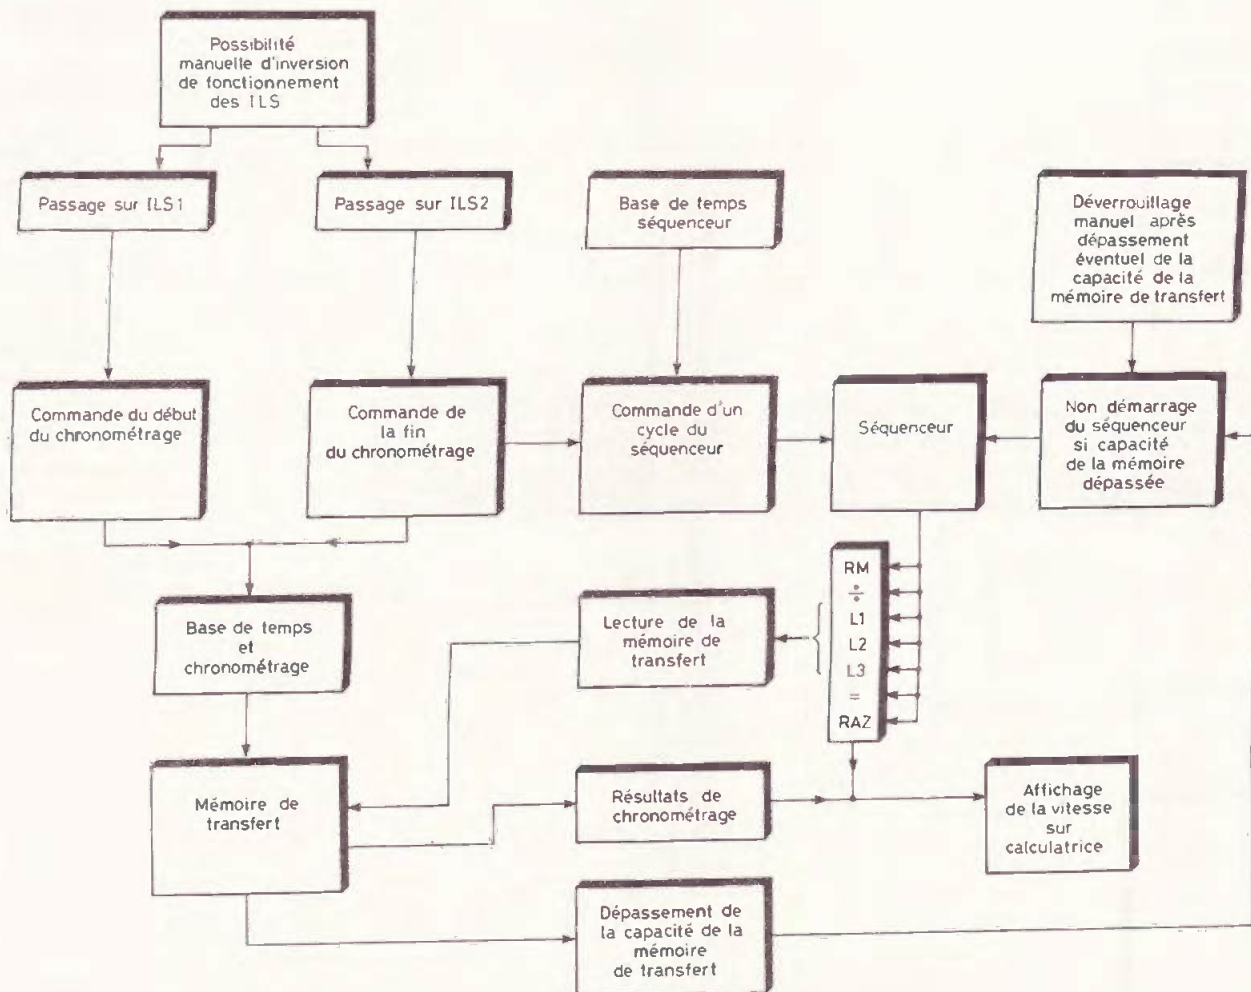 Possibilité
manuelle d'inversion
de fonctionnement
des ILS
Passage sur ILS1
Passage sur ILS2
Base de temps
séquenceur
Déverrouillage
manuel après
dépassement
éventuel de la
capacité de la
mémoire de transfert
Commande du début
du chronométrage
Commande de
la fin
du chronométrage
Commande d'un
cycle du
séquenceur
Séquenceur
Non démarrage
du séquenceur
si capacité
de la mémoire
dépassée
RM
÷
L1
L2
L3
=
RAZ
Lecture de la
mémoire de
transfert
Base de temps
et
chronométrage
Mémoire de
transfert
Résultats de
chronométrage
Affichage
de la vitesse
sur
calculatrice
Dépassement de
la capacité de la
mémoire
de transfert